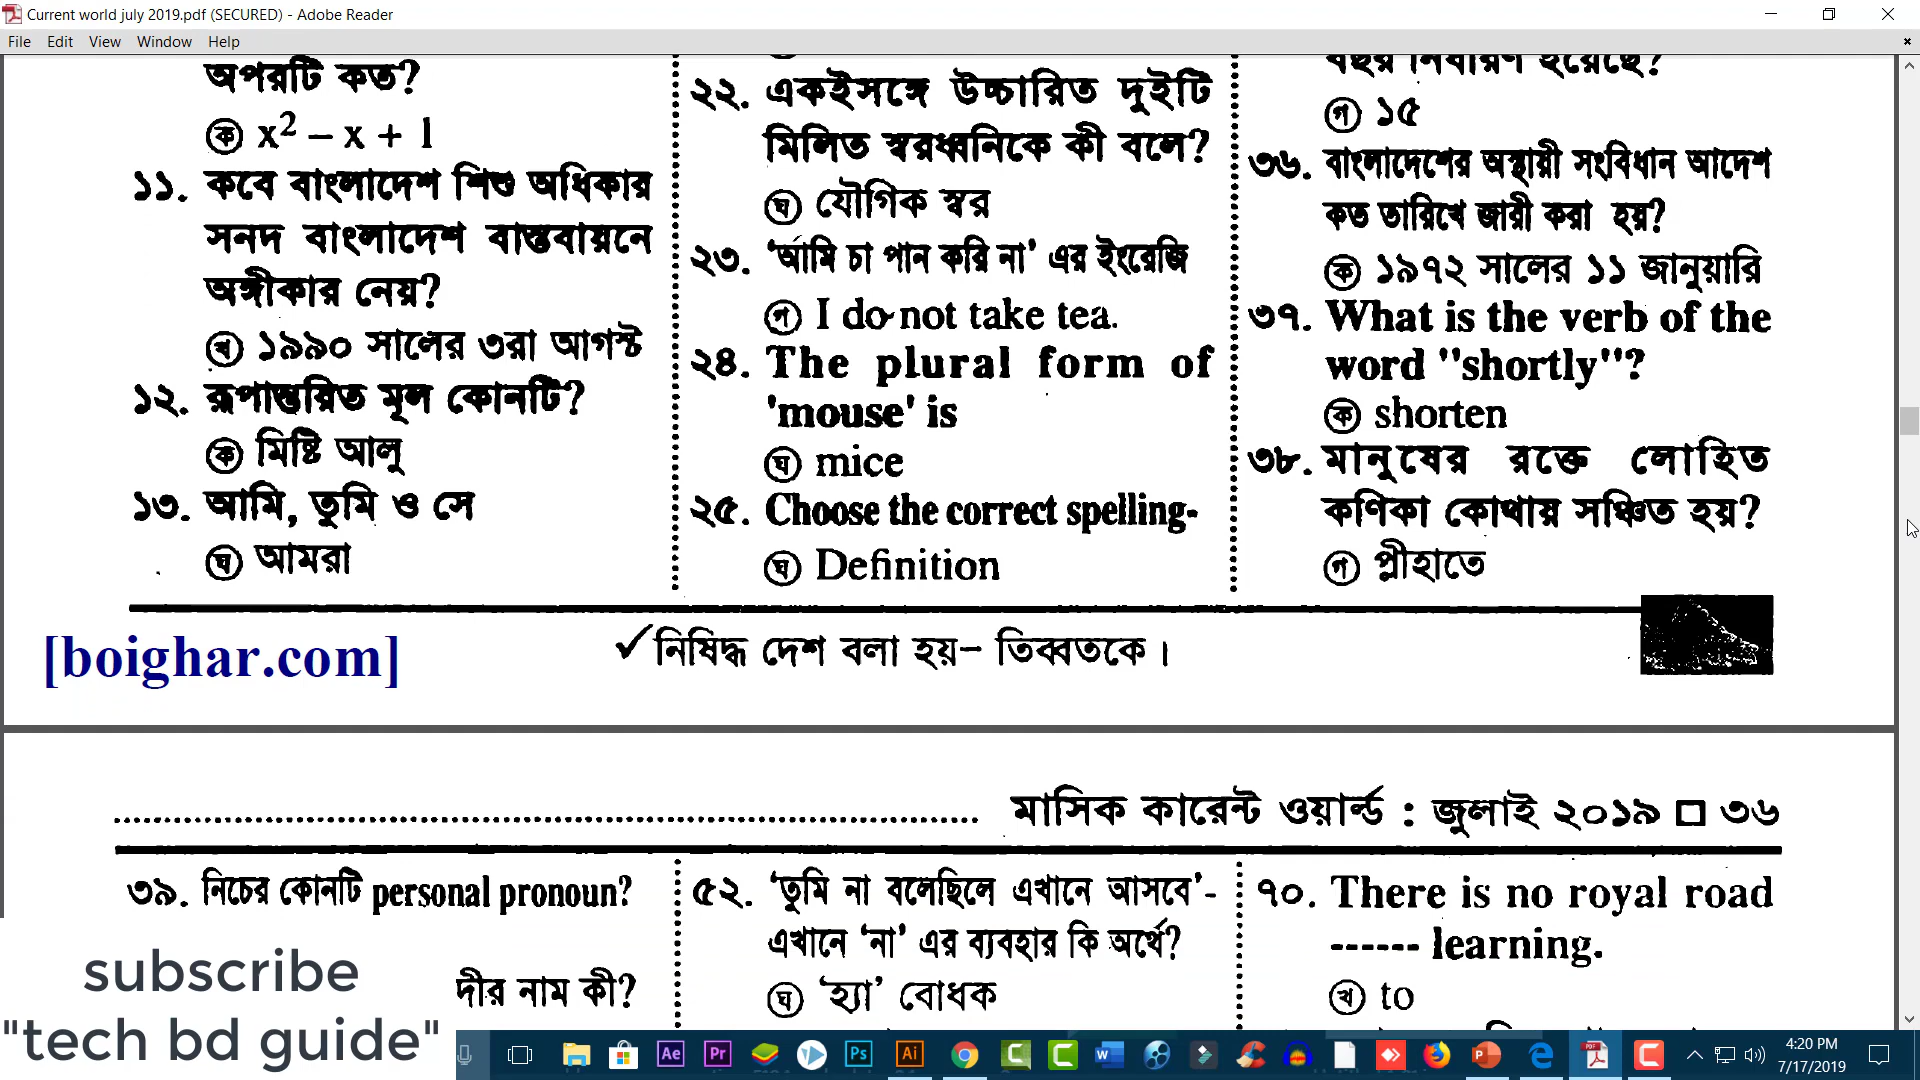 Current world july 2019.pdf (SECURED) - Adobe Reader
File Edit View Window Help
অপরটি কত?
ক x² – x + 1
১১. কবে বাংলাদেশ শিশু অধিকার
সনদ বাংলাদেশ বাস্তবায়নে
অঙ্গীকার নেয়?
খ ১৯৯০ সালের ৩রা আগস্ট
১২. রূপান্তরিত মূল কোনটি?
ক মিষ্টি আলু
১৩. আমি, তুমি ও সে
ঘ আমরা
২২. একইসঙ্গে উচ্চারিত দুইটি
মিলিত স্বরধ্বনিকে কী বলে?
ঘ যৌগিক স্বর
২৩. ‘আমি চা পান করি না’ এর ইংরেজি
গ I do not take tea.
২৪. The plural form of
'mouse' is
ঘ mice
২৫. Choose the correct spelling-
ঘ Definition
বছর নির্ধারণ হয়েছে?
গ ১৫
৩৬. বাংলাদেশের অস্থায়ী সংবিধান আদেশ
কত তারিখে জারী করা হয়?
ক ১৯৭২ সালের ১১ জানুয়ারি
৩৭. What is the verb of the
word "shortly"?
ক shorten
৩৮. মানুষের রক্তে লোহিত
কণিকা কোথায় সঞ্চিত হয়?
গ প্লীহাতে
[boighar.com]
✓নিষিদ্ধ দেশ বলা হয়– তিব্বতকে।
মাসিক কারেন্ট ওয়ার্ল্ড : জুলাই ২০১৯ □ ৩৬
৩৯. নিচের কোনটি personal pronoun?
দীর নাম কী?
৫২. ‘তুমি না বলেছিলে এখানে আসবে’-
এখানে ‘না’ এর ব্যবহার কি অর্থে?
ঘ ‘হ্যা’ বোধক
৭০. There is no royal road
------ learning.
খ to
subscribe
"tech bd guide"
4:20 PM
7/17/2019